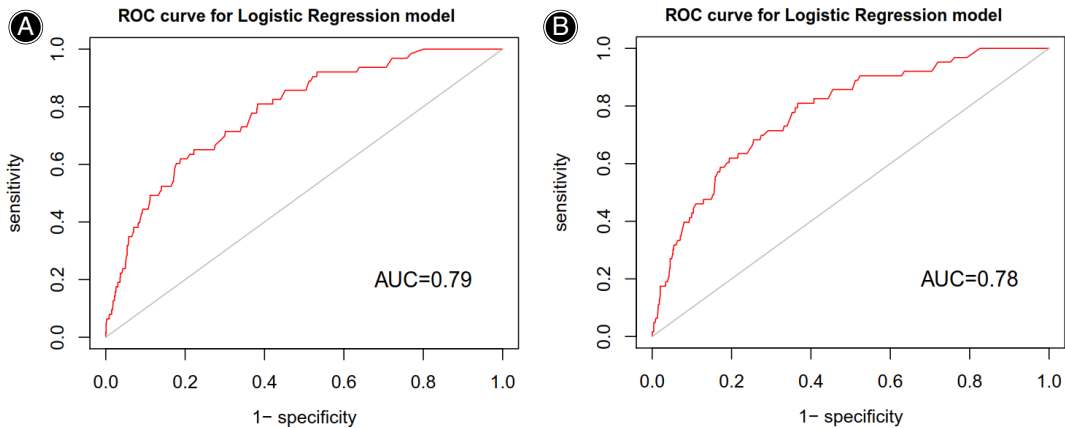 A
ROC curve for Logistic Regression model
sensitivity
1.0
0.8
0.6
0.4
0.2
0.0
AUC=0.79
0.0 0.2 0.4 0.6 0.8 1.0
1− specificity
B
ROC curve for Logistic Regression model
sensitivity
1.0
0.8
0.6
0.4
0.2
0.0
AUC=0.78
0.0 0.2 0.4 0.6 0.8 1.0
1− specificity